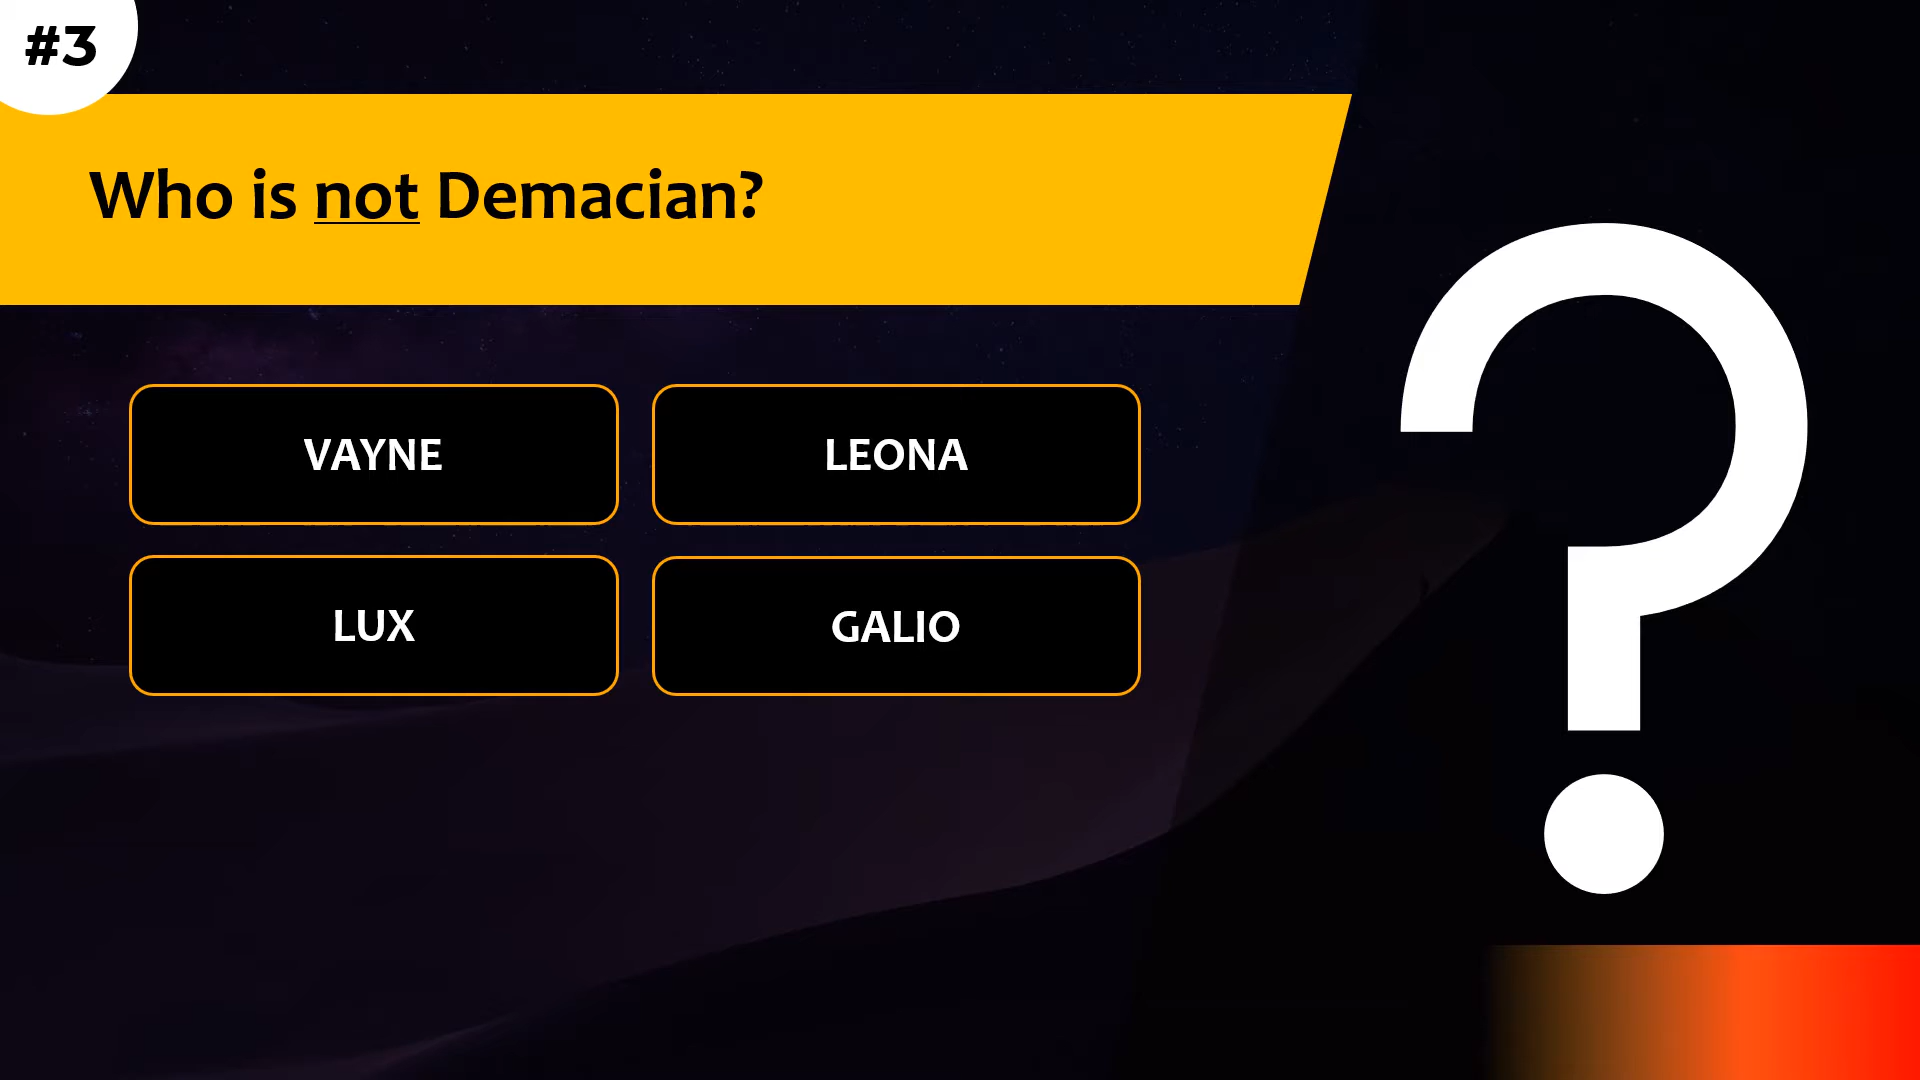 #3
Who is not Demacian?
VAYNE
LEONA
LUX
GALIO
?